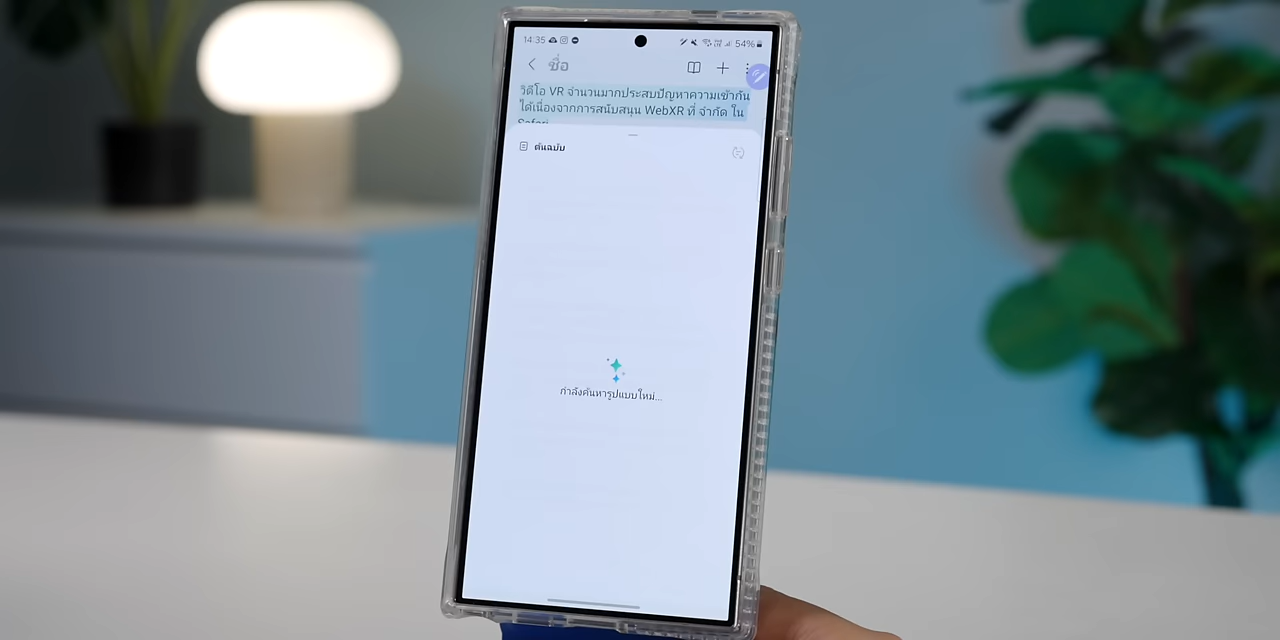 14:35
54%
ชื่อ
วิดีโอ VR จำนวนมากประสบปัญหาความเข้ากัน
ได้เนื่องจากการสนับสนุน WebXR ที่ จำกัด ใน
Safari
ต้นฉบับ
กำลังค้นหารูปแบบใหม่...